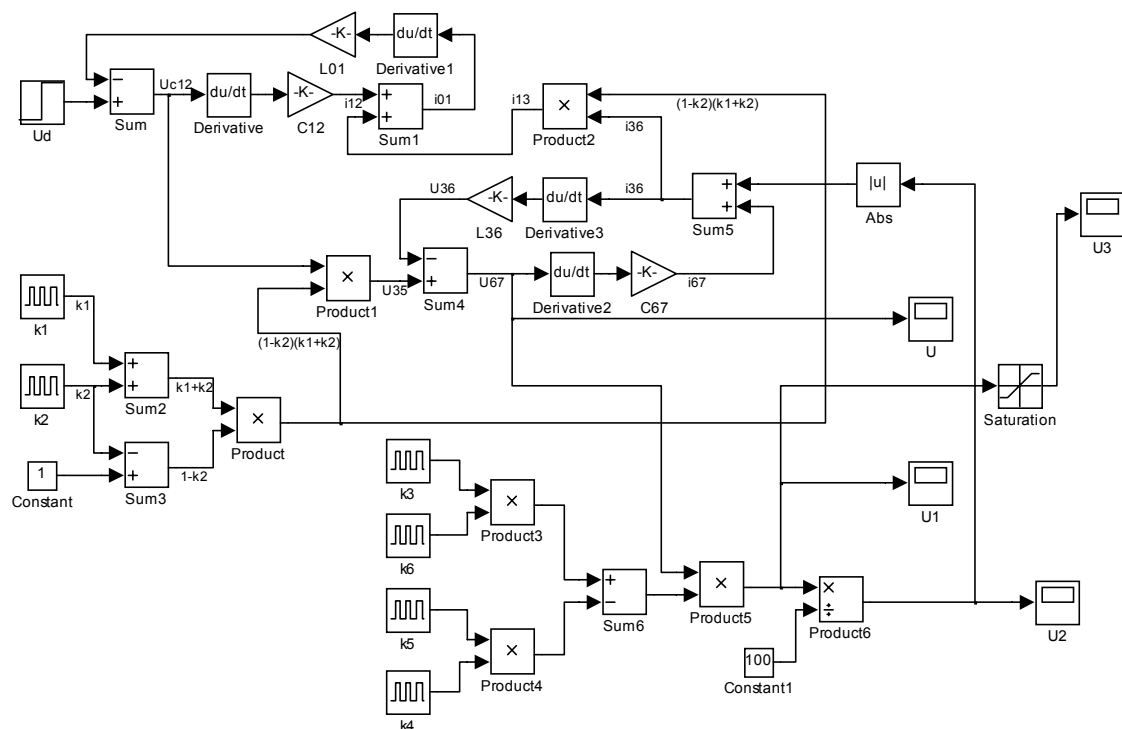 -K-
du/dt
L01
Derivative1
Uc12
du/dt
-K-
i12
i01
i13
×
(1-k2)(k1+k2)
Ud
Sum
Derivative
C12
Sum1
Product2
i36
U36
-K-
du/dt
i36
Sum5
|u|
Abs
U3
L36
Derivative3
×
U35
Sum4
U67
du/dt
-K-
i67
Product1
Derivative2
C67
k1
k1
(1-k2)(k1+k2)
U
k2
k2
Sum2
k1+k2
×
Product
Saturation
1
Constant
Sum3
1-k2
k3
×
Product3
U1
k6
k5
Sum6
×
Product5
×
÷
Product6
U2
×
Product4
100
Constant1
k4